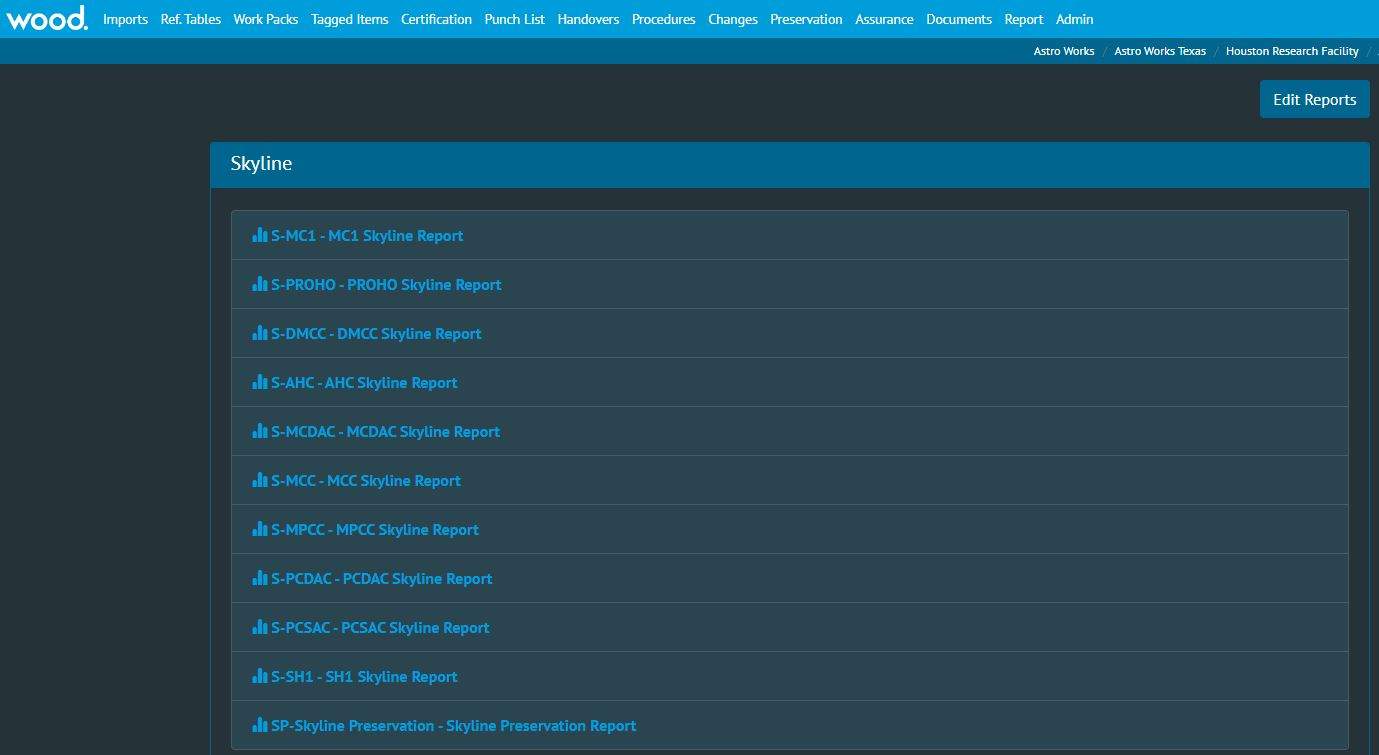 wood. Imports Ref. Tables Work Packs Tagged Items Certification Punch List Handovers Procedures Changes Preservation Assurance Documents Report Admin
Astro Works / Astro Works Texas / Houston Research Facility /
Edit Reports
Skyline
S-MC1 - MC1 Skyline Report
S-PROHO - PROHO Skyline Report
S-DMCC - DMCC Skyline Report
S-AHC - AHC Skyline Report
S-MCDAC - MCDAC Skyline Report
S-MCC - MCC Skyline Report
S-MPCC - MPCC Skyline Report
S-PCDAC - PCDAC Skyline Report
S-PCSAC - PCSAC Skyline Report
S-SH1 - SH1 Skyline Report
SP-Skyline Preservation - Skyline Preservation Report